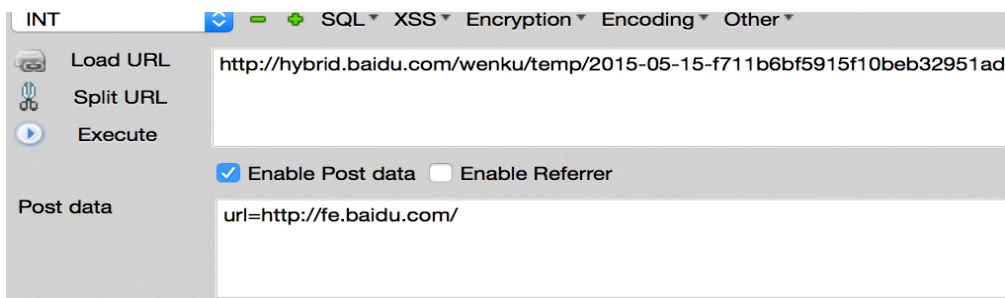 INT SQL XSS Encryption Encoding Other
Load URL
http://hybrid.baidu.com/wenku/temp/2015-05-15-f711b6bf5915f10beb32951ad
Split URL
Execute
Enable Post data Enable Referrer
Post data
url=http://fe.baidu.com/